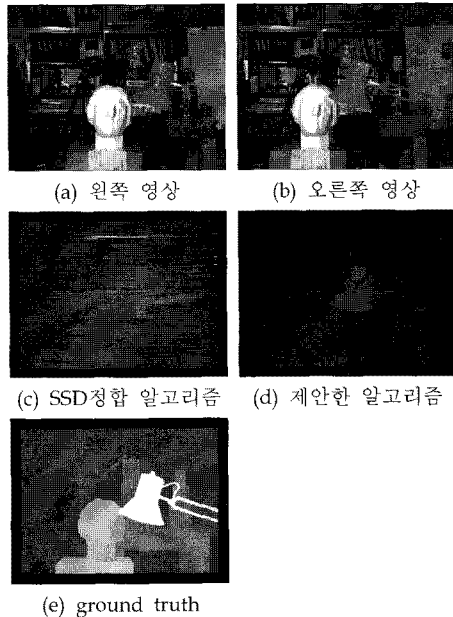 (a) 왼쪽 영상
(b) 오른쪽 영상
(c) SSD정합 알고리즘
(d) 제안한 알고리즘
(e) ground truth